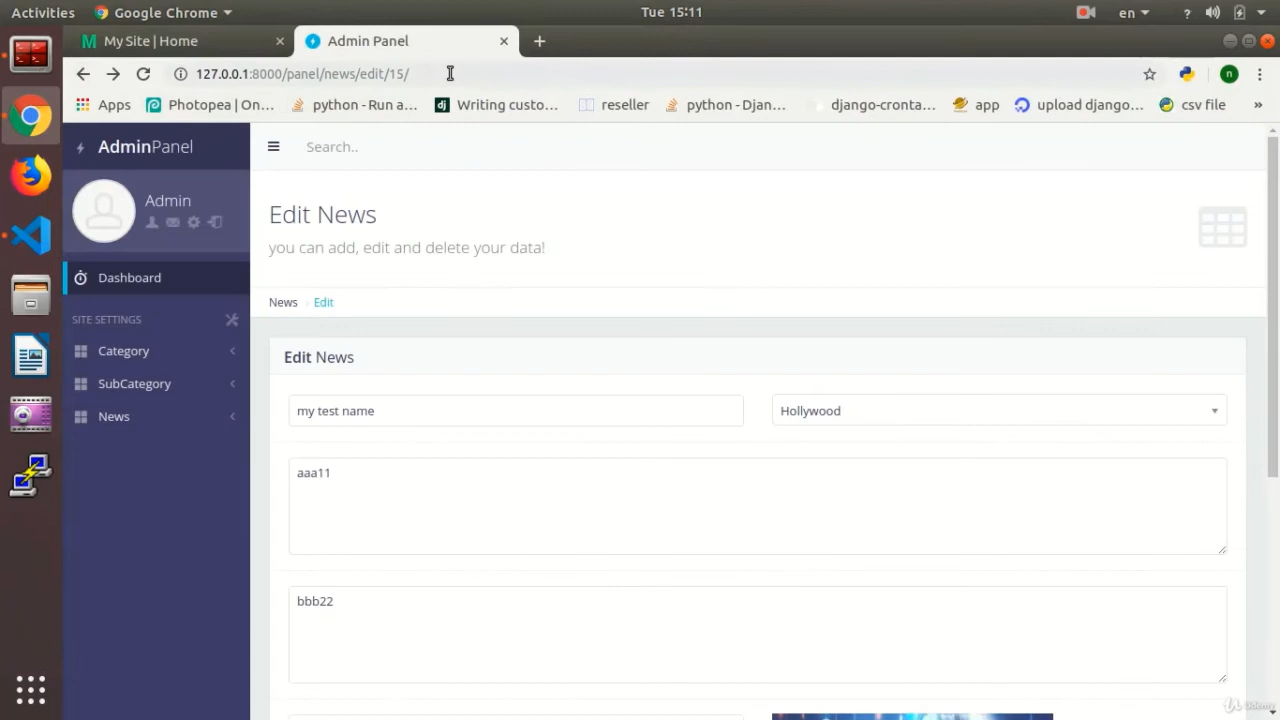 Activities Google Chrome Tue 15:11 en ?
My Site | Home Admin Panel
127.0.0.1:8000/panel/news/edit/15/ n
Apps Photopea | On... python - Run a... dj Writing custo... reseller python - Djan... django-cronta... app upload django... csv file »
AdminPanel Search..
Admin
Edit News
you can add, edit and delete your data!
Dashboard
News Edit
SITE SETTINGS
Category
Edit News
SubCategory
my test name Hollywood
News
aaa11
bbb22
Udemy